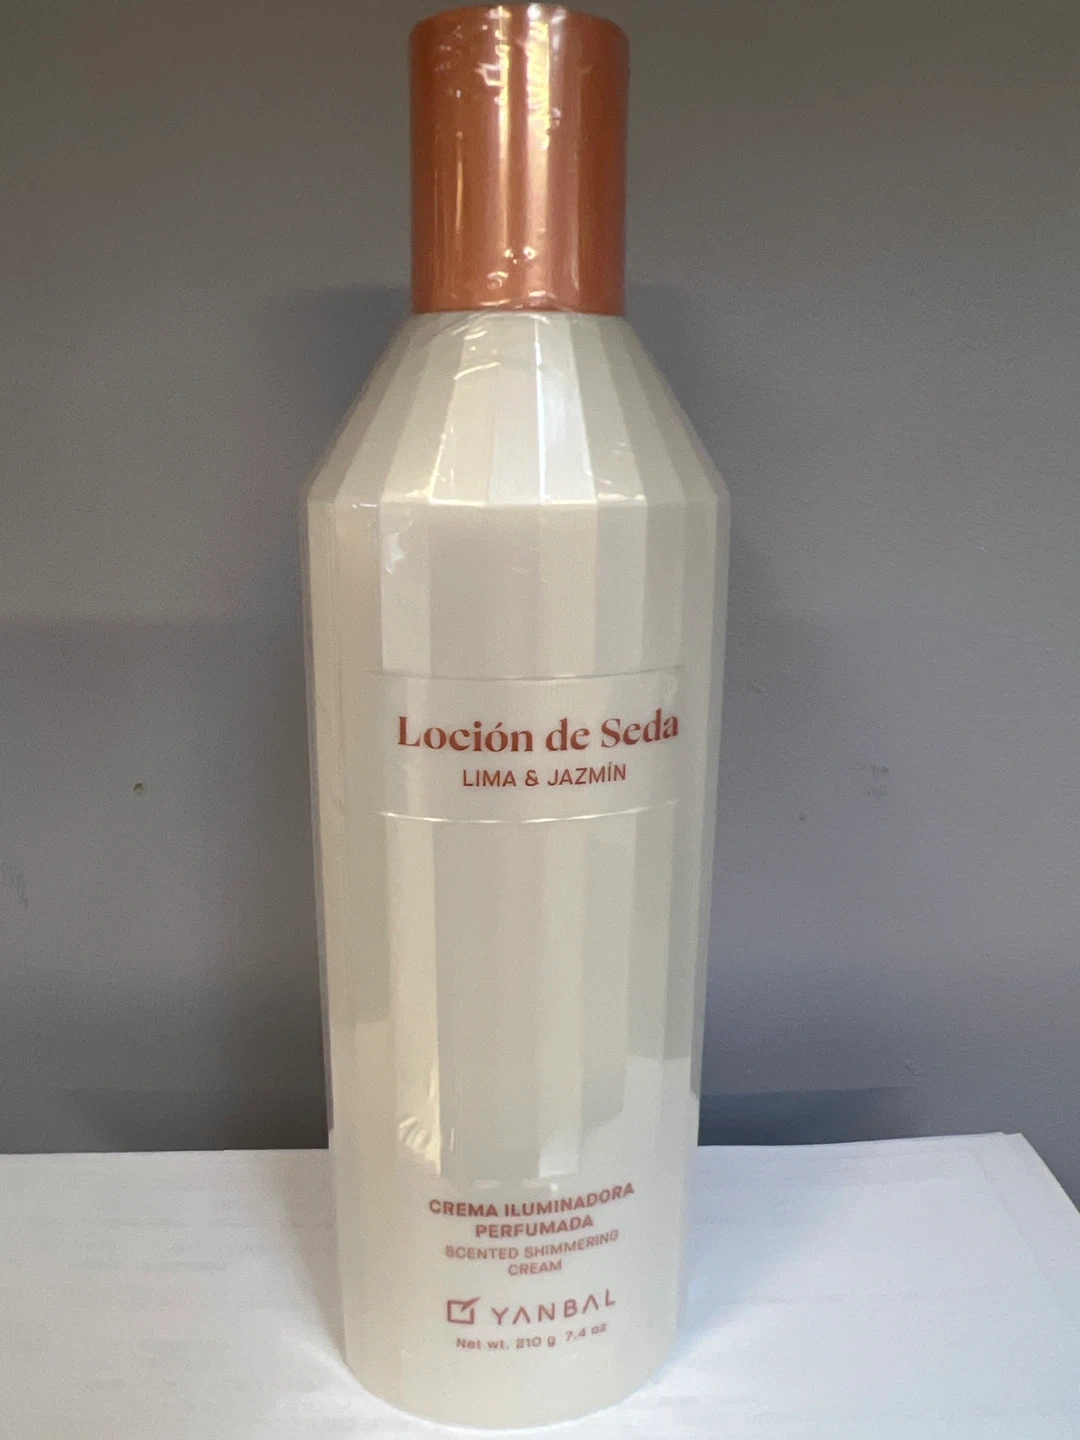 Loción de Seda
LIMA & JAZMÍN
CREMA ILUMINADORA
PERFUMADA
SCENTED SHIMMERING
CREAM
YANBAL
Net wt. 210 g 7.4 oz